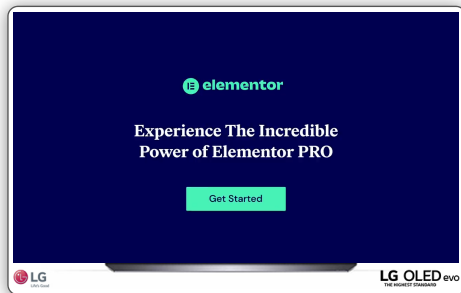 elementor
Experience The Incredible
Power of Elementor PRO
Get Started
LG
Life's Good
LG OLED evo
THE HIGHEST STANDARD